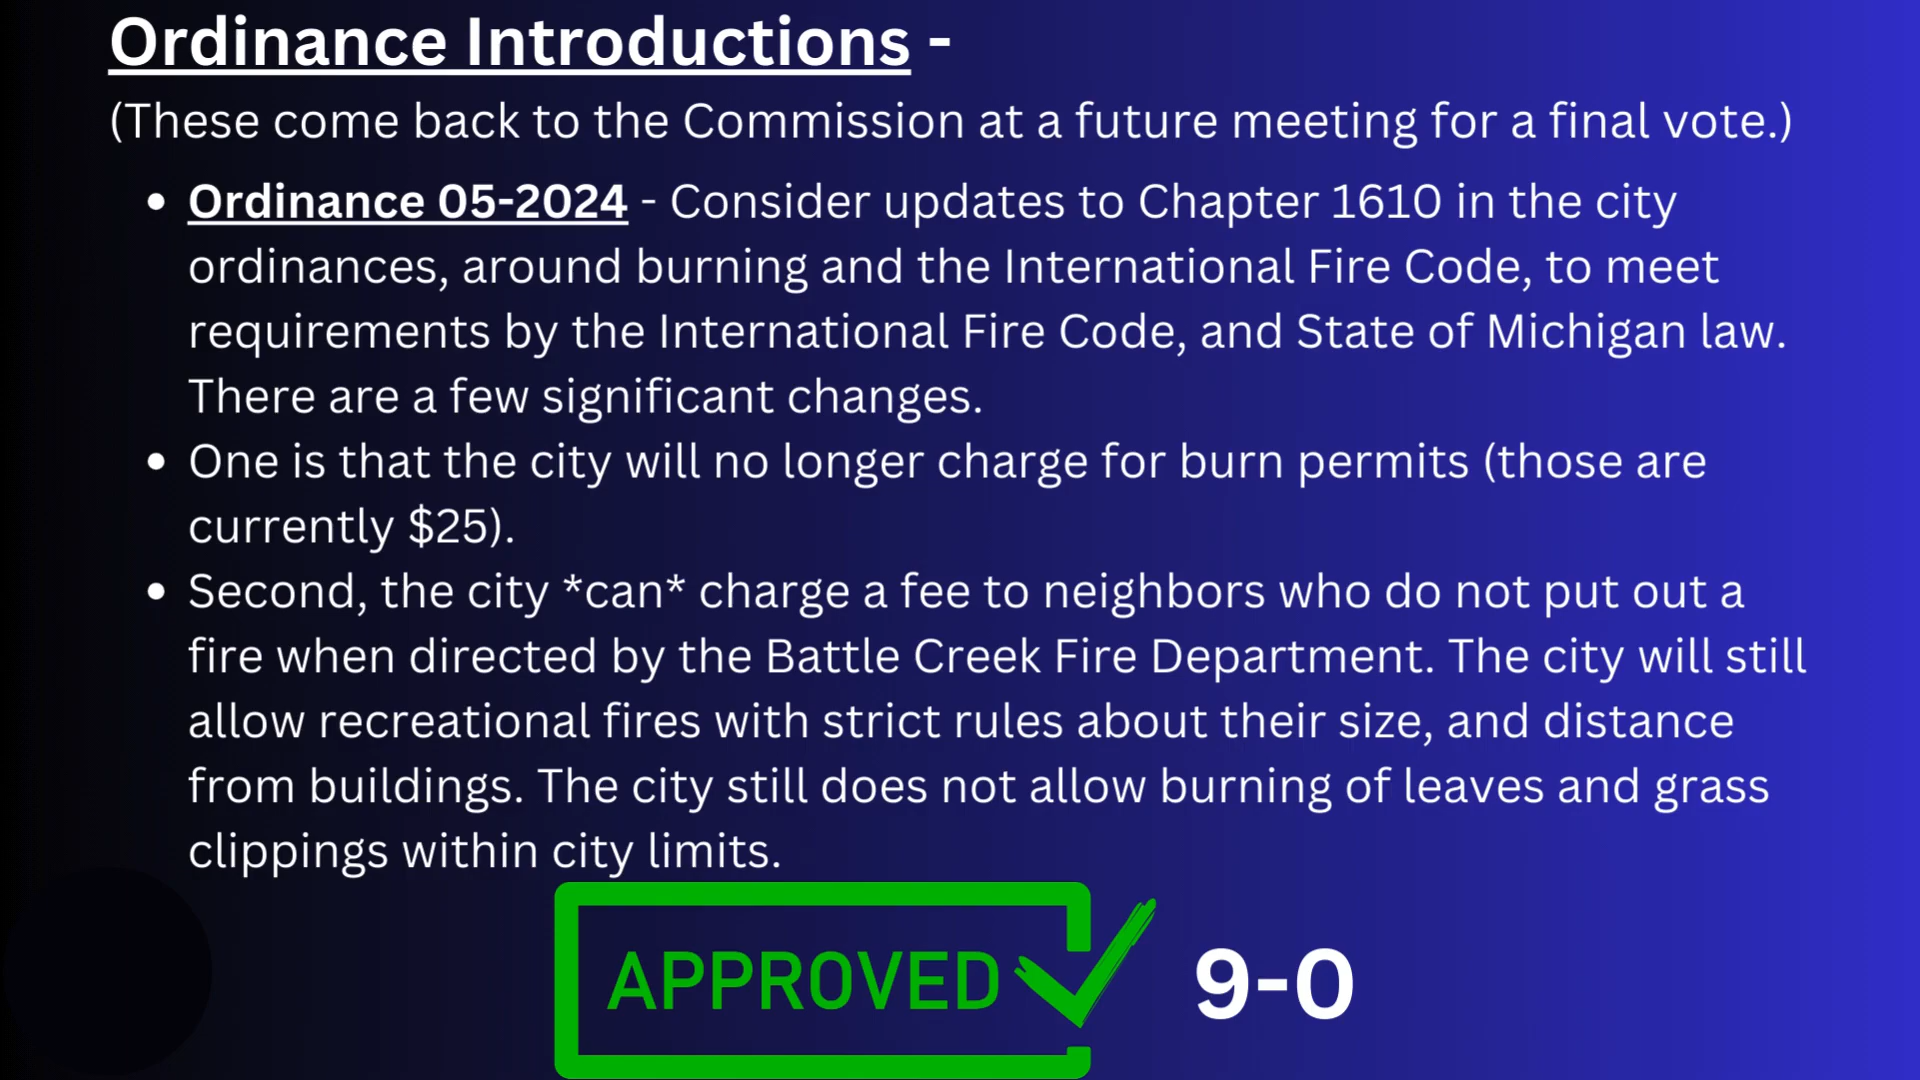 Ordinance Introductions -
(These come back to the Commission at a future meeting for a final vote.)
• Ordinance 05-2024 - Consider updates to Chapter 1610 in the city
ordinances, around burning and the International Fire Code, to meet
requirements by the International Fire Code, and State of Michigan law.
There are a few significant changes.
• One is that the city will no longer charge for burn permits (those are
currently $25).
• Second, the city *can* charge a fee to neighbors who do not put out a
fire when directed by the Battle Creek Fire Department. The city will still
allow recreational fires with strict rules about their size, and distance
from buildings. The city still does not allow burning of leaves and grass
clippings within city limits.
APPROVED 9-0